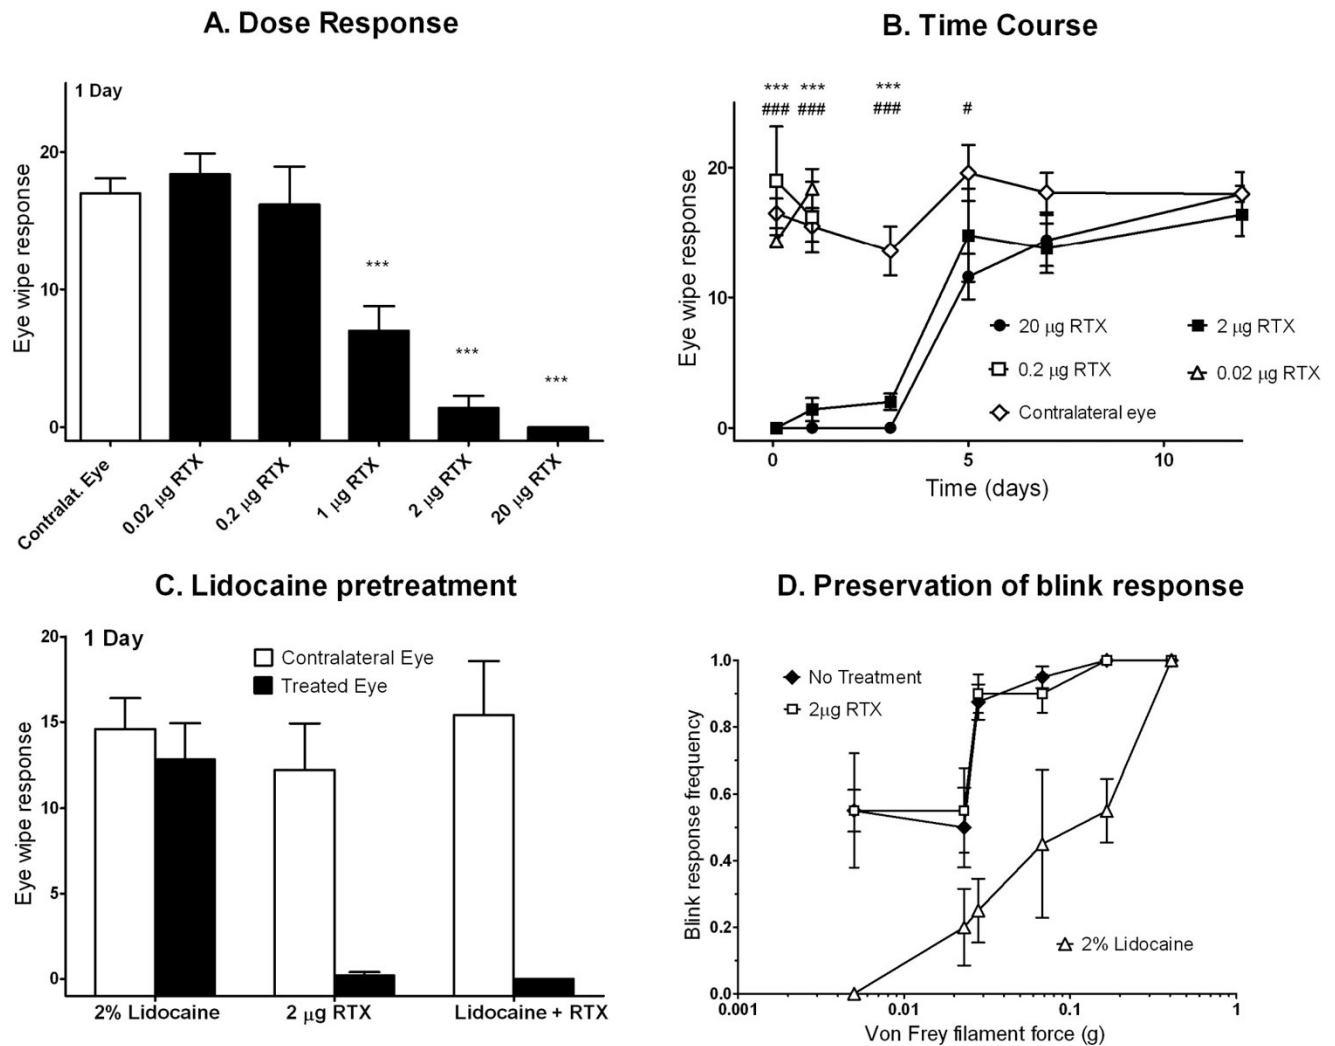 A. Dose Response
1 Day
Eye wipe response
20
10
0
Contralat. Eye
0.02 µg RTX
0.2 µg RTX
1 µg RTX
2 µg RTX
20 µg RTX
***
***
***
B. Time Course
*** *** *** 
### ### ### #
Eye wipe response
20
10
0
20 µg RTX
2 µg RTX
0.2 µg RTX
0.02 µg RTX
Contralateral eye
0 5 10
Time (days)
C. Lidocaine pretreatment
1 Day
Contralateral Eye
Treated Eye
Eye wipe response
20
15
10
5
0
2% Lidocaine
2 µg RTX
Lidocaine + RTX
D. Preservation of blink response
No Treatment
2µg RTX
2% Lidocaine
Blink response frequency
1.0
0.8
0.6
0.4
0.2
0.0
0.001 0.01 0.1 1
Von Frey filament force (g)